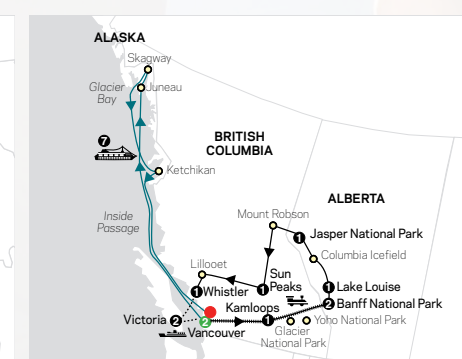 ALASKA
Skagway
Glacier
Bay
Juneau
7
BRITISH
COLUMBIA
Ketchikan
ALBERTA
Inside
Passage
Mount Robson
1 Jasper National Park
Columbia Icefield
Lillooet
Sun
Peaks
1
1 Whistler
1 Lake Louise
Kamloops
1
2 Banff National Park
Victoria 2
2
Vancouver
Yoho National Park
Glacier
National Park